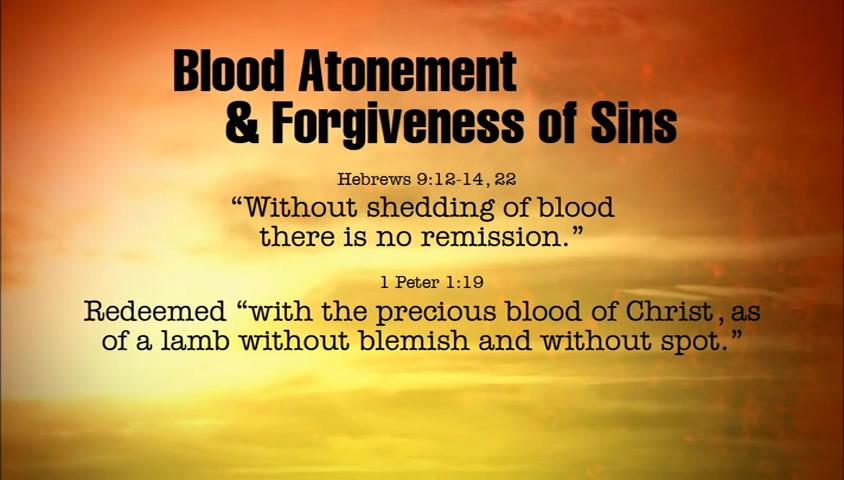 Blood Atonement
& Forgiveness of Sins
Hebrews 9:12-14, 22
“Without shedding of blood
there is no remission.”
1 Peter 1:19
Redeemed “with the precious blood of Christ, as
of a lamb without blemish and without spot.”